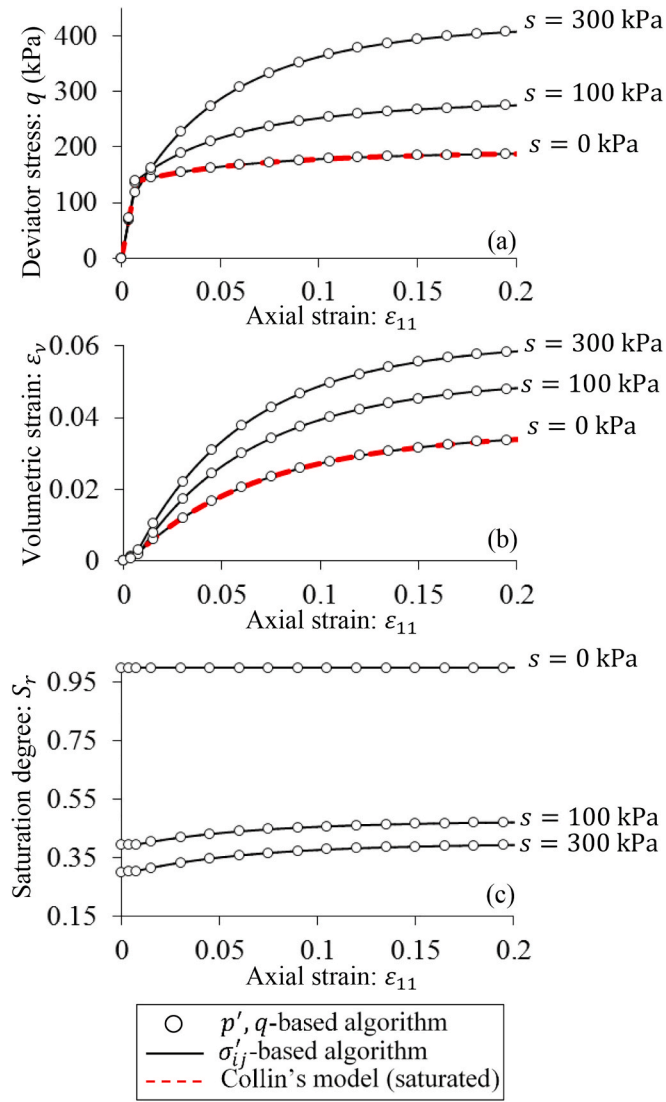 400
300
200
100
0
Deviator stress: q (kPa)
s = 300 kPa
s = 100 kPa
s = 0 kPa
(a)
0 0.05 0.1 0.15 0.2
Axial strain: ε₁₁
0.06
0.04
0.02
0
Volumetric strain: εᵥ
s = 300 kPa
s = 100 kPa
s = 0 kPa
(b)
0 0.05 0.1 0.15 0.2
Axial strain: ε₁₁
0.95
0.75
0.55
0.35
0.15
Saturation degree: Sᵣ
s = 0 kPa
s = 100 kPa
s = 300 kPa
(c)
0 0.05 0.1 0.15 0.2
Axial strain: ε₁₁
p′, q-based algorithm
σ′ᵢⱼ-based algorithm
Collin's model (saturated)